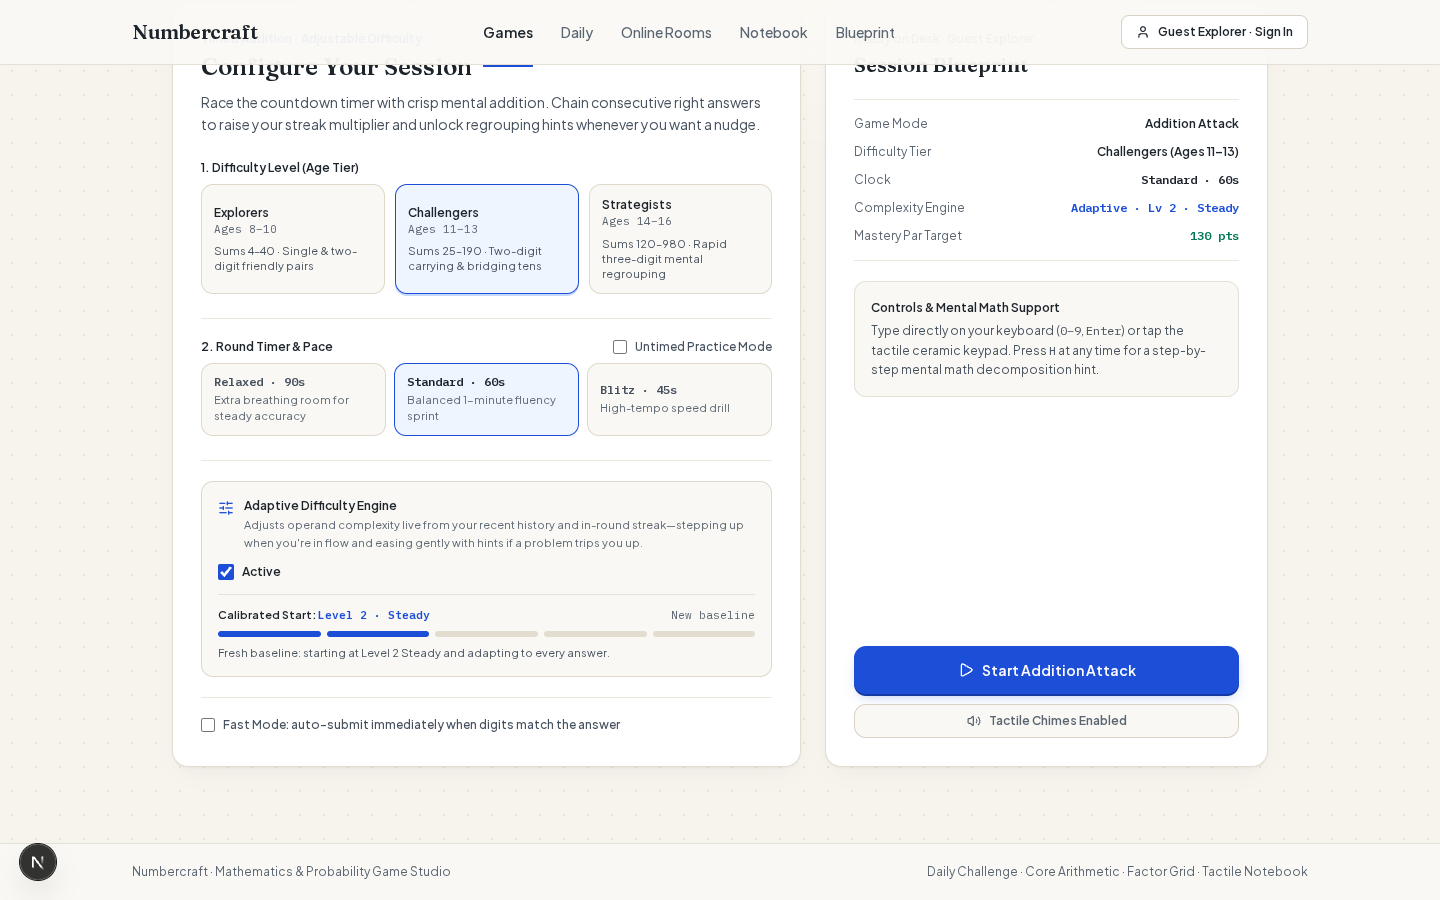 Numbercraft
Games
Daily
Online Rooms
Notebook
Blueprint
Guest Explorer · Sign In
Configure Your Session
Race the countdown timer with crisp mental addition. Chain consecutive right answers
to raise your streak multiplier and unlock regrouping hints whenever you want a nudge.
1. Difficulty Level (Age Tier)
Explorers
Ages 8–10
Sums 4–40 · Single & two-
digit friendly pairs
Challengers
Ages 11–13
Sums 25–190 · Two-digit
carrying & bridging tens
Strategists
Ages 14–16
Sums 120–980 · Rapid
three-digit mental
regrouping
2. Round Timer & Pace
Untimed Practice Mode
Relaxed · 90s
Extra breathing room for
steady accuracy
Standard · 60s
Balanced 1-minute fluency
sprint
Blitz · 45s
High-tempo speed drill
Adaptive Difficulty Engine
Adjusts operand complexity live from your recent history and in-round streak—stepping up
when you're in flow and easing gently with hints if a problem trips you up.
Active
Calibrated Start: Level 2 · Steady
New baseline
Fresh baseline: starting at Level 2 Steady and adapting to every answer.
Fast Mode: auto-submit immediately when digits match the answer
Session Blueprint
Game Mode
Addition Attack
Difficulty Tier
Challengers (Ages 11–13)
Clock
Standard · 60s
Complexity Engine
Adaptive · Lv 2 · Steady
Mastery Par Target
130 pts
Controls & Mental Math Support
Type directly on your keyboard (0–9, Enter) or tap the
tactile ceramic keypad. Press H at any time for a step-by-
step mental math decomposition hint.
Start Addition Attack
Tactile Chimes Enabled
Numbercraft · Mathematics & Probability Game Studio
Daily Challenge · Core Arithmetic · Factor Grid · Tactile Notebook